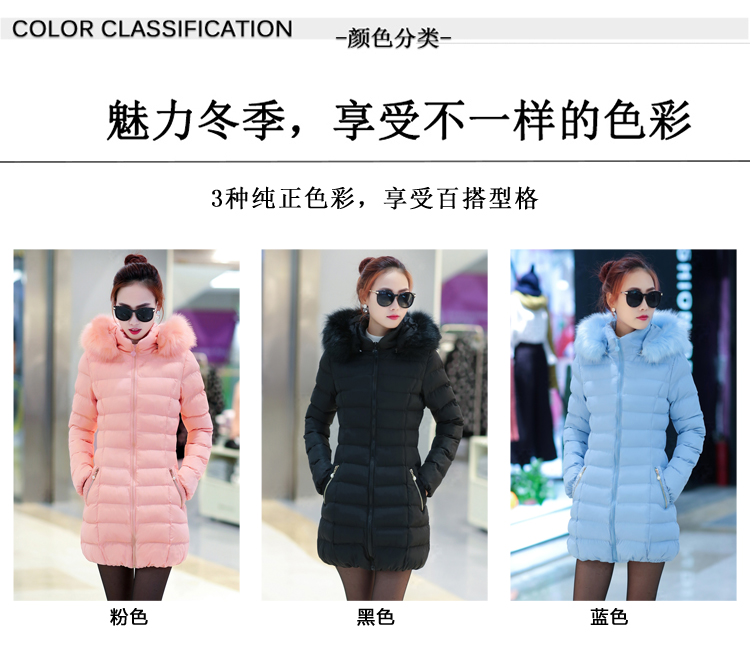 COLOR CLASSIFICATION
-颜色分类-
魅力冬季，享受不一样的色彩
3种纯正色彩，享受百搭型格
粉色
黑色
蓝色